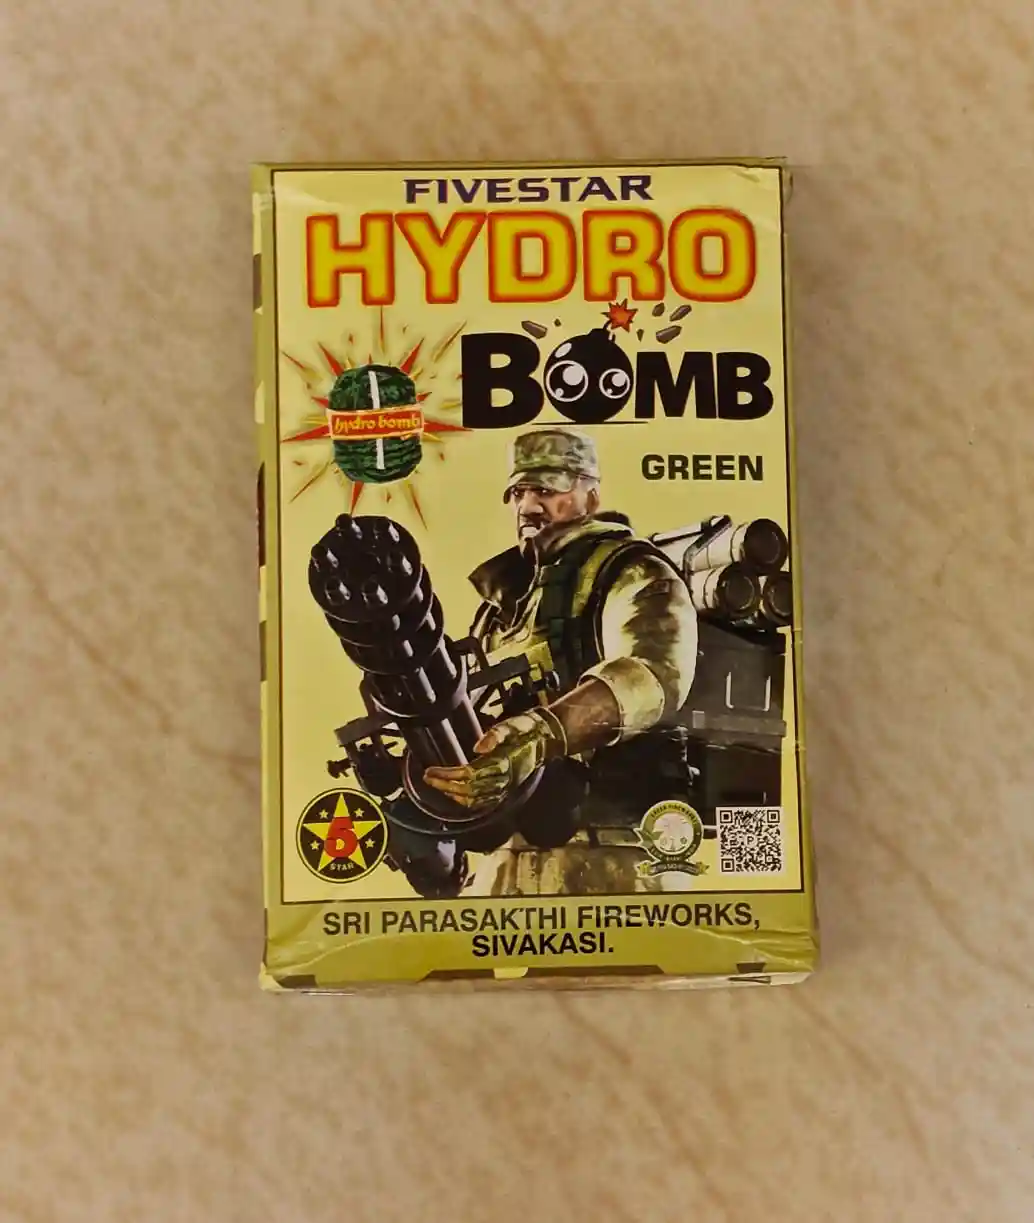 FIVESTAR
HYDRO
BOMB
hydro bomb
GREEN
5
STAR
SRI PARASAKTHI FIREWORKS,
SIVAKASI.